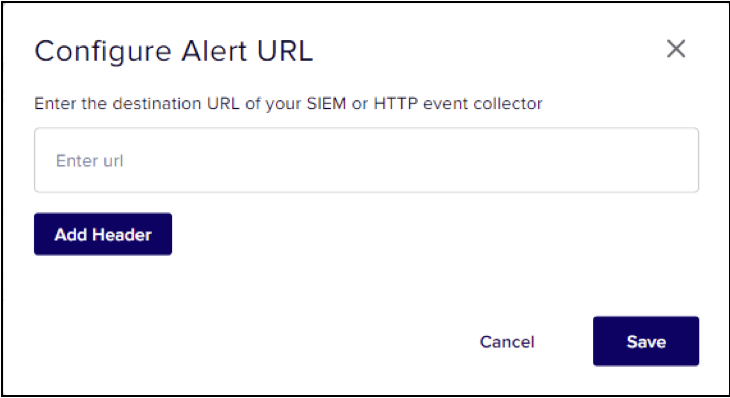 Configure Alert URL
Enter the destination URL of your SIEM or HTTP event collector
Enter url
Add Header
Cancel Save